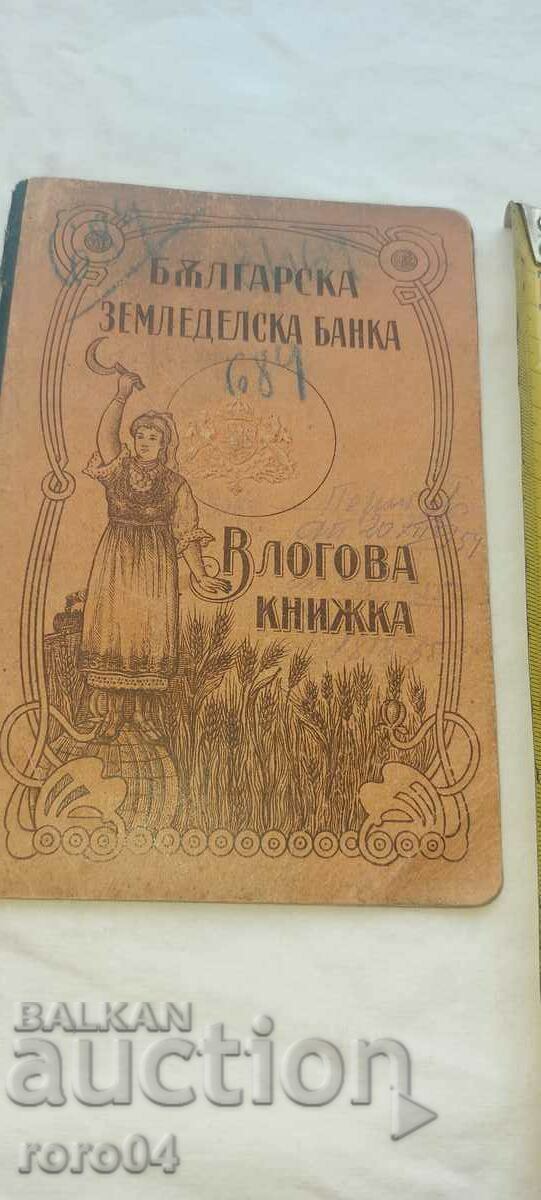 БѪЛГАРСКА
ЗЕМЛЕДЕЛСКА БАНКА
684
ВЛОГОВА
КНИЖКА
BALKAN
auction
roro04